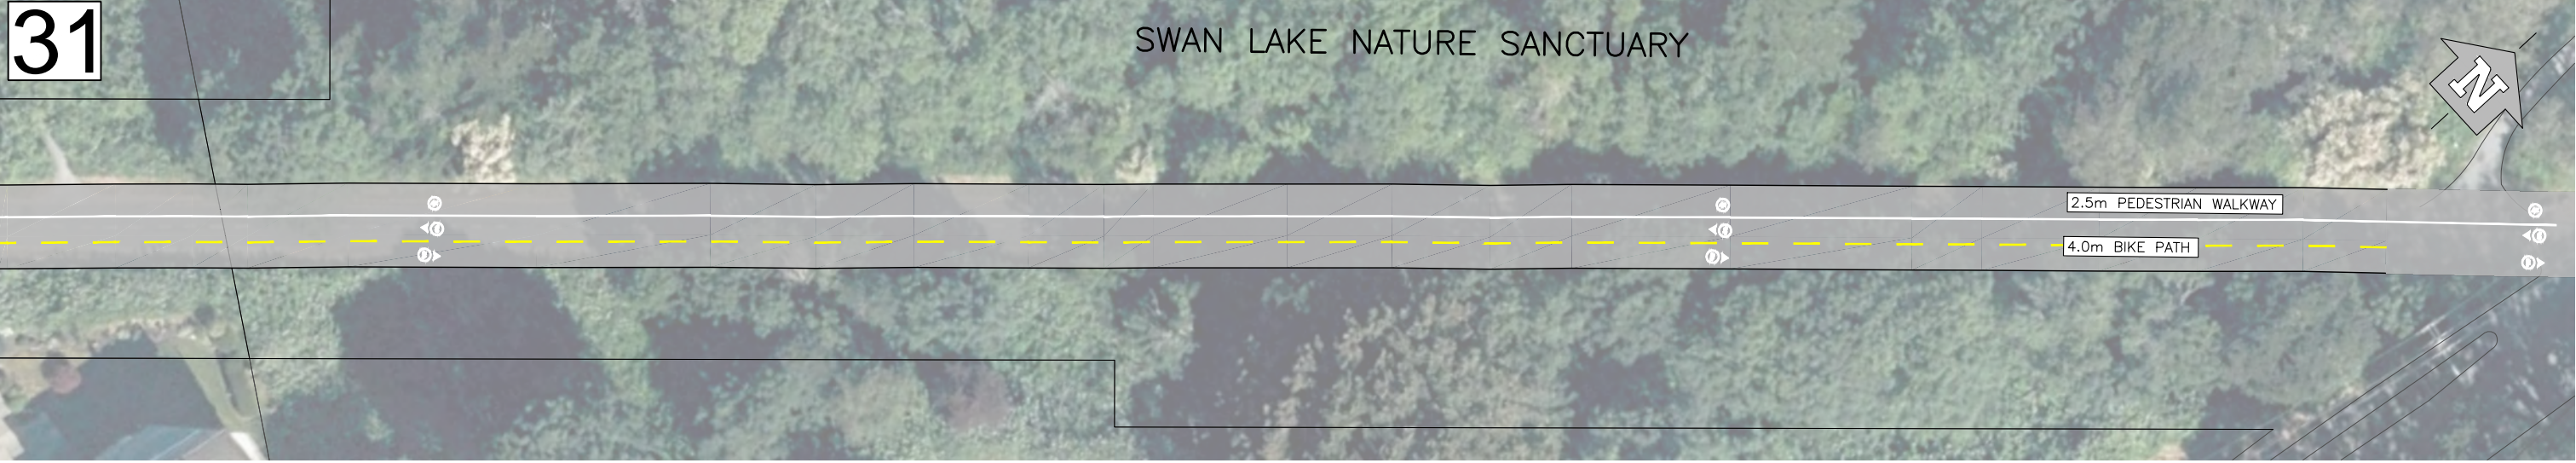 31
SWAN LAKE NATURE SANCTUARY
N
2.5m PEDESTRIAN WALKWAY
4.0m BIKE PATH